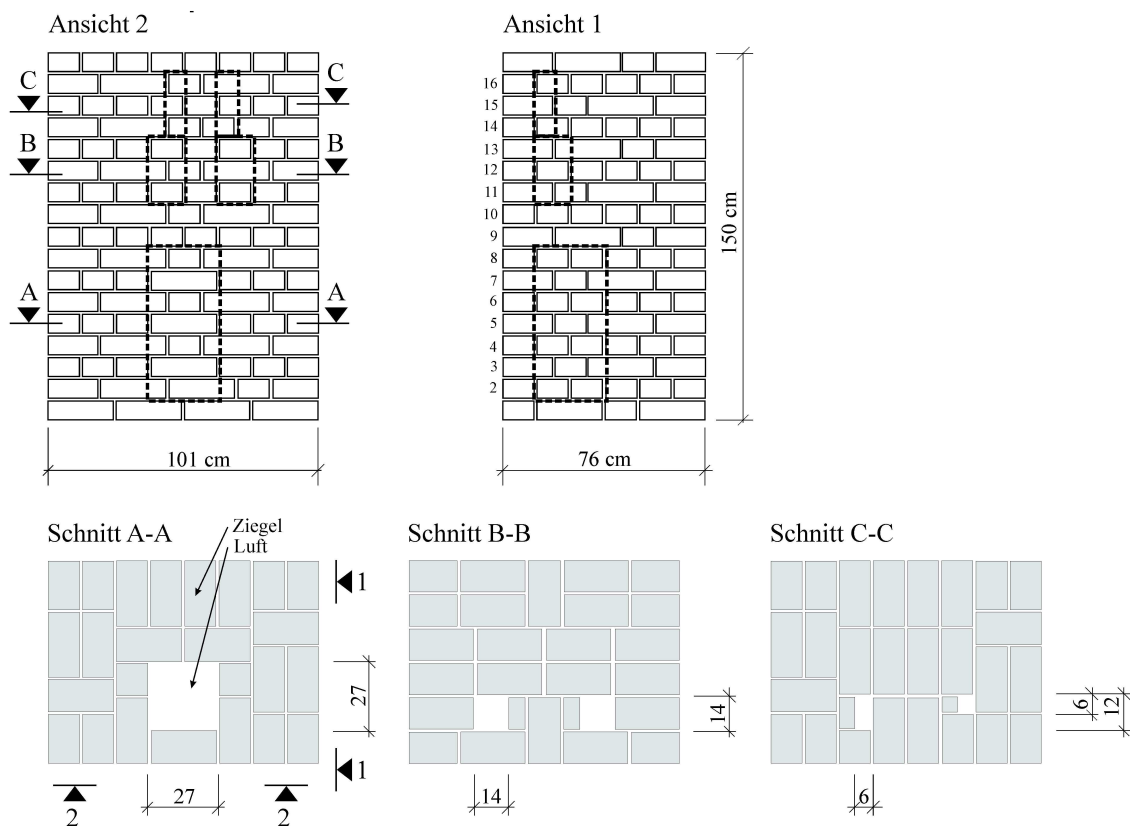 Ansicht 2
Ansicht 1
C
C
B
B
A
A
16
15
14
13
12
11
10
9
8
7
6
5
4
3
2
150 cm
101 cm
76 cm
Schnitt A-A
Ziegel
Luft
Schnitt B-B
Schnitt C-C
1
27
14
6
12
1
2
27
2
14
6